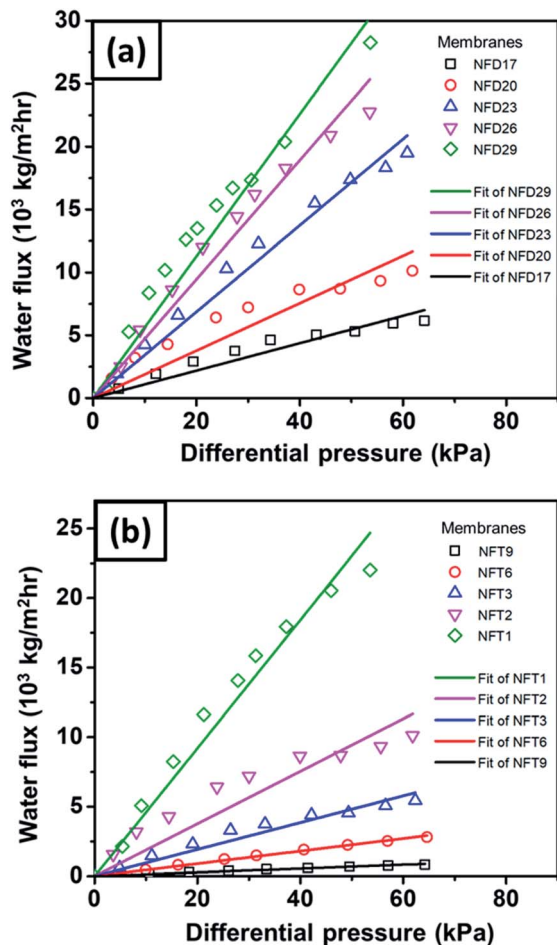 (a)
Membranes
NFD17
NFD20
NFD23
NFD26
NFD29
Fit of NFD29
Fit of NFD26
Fit of NFD23
Fit of NFD20
Fit of NFD17
30
25
20
15
10
5
0
Water flux (10³ kg/m²hr)
0 20 40 60 80
Differential pressure (kPa)
(b)
Membranes
NFT9
NFT6
NFT3
NFT2
NFT1
Fit of NFT1
Fit of NFT2
Fit of NFT3
Fit of NFT6
Fit of NFT9
25
20
15
10
5
0
Water flux (10³ kg/m²hr)
0 20 40 60 80
Differential pressure (kPa)